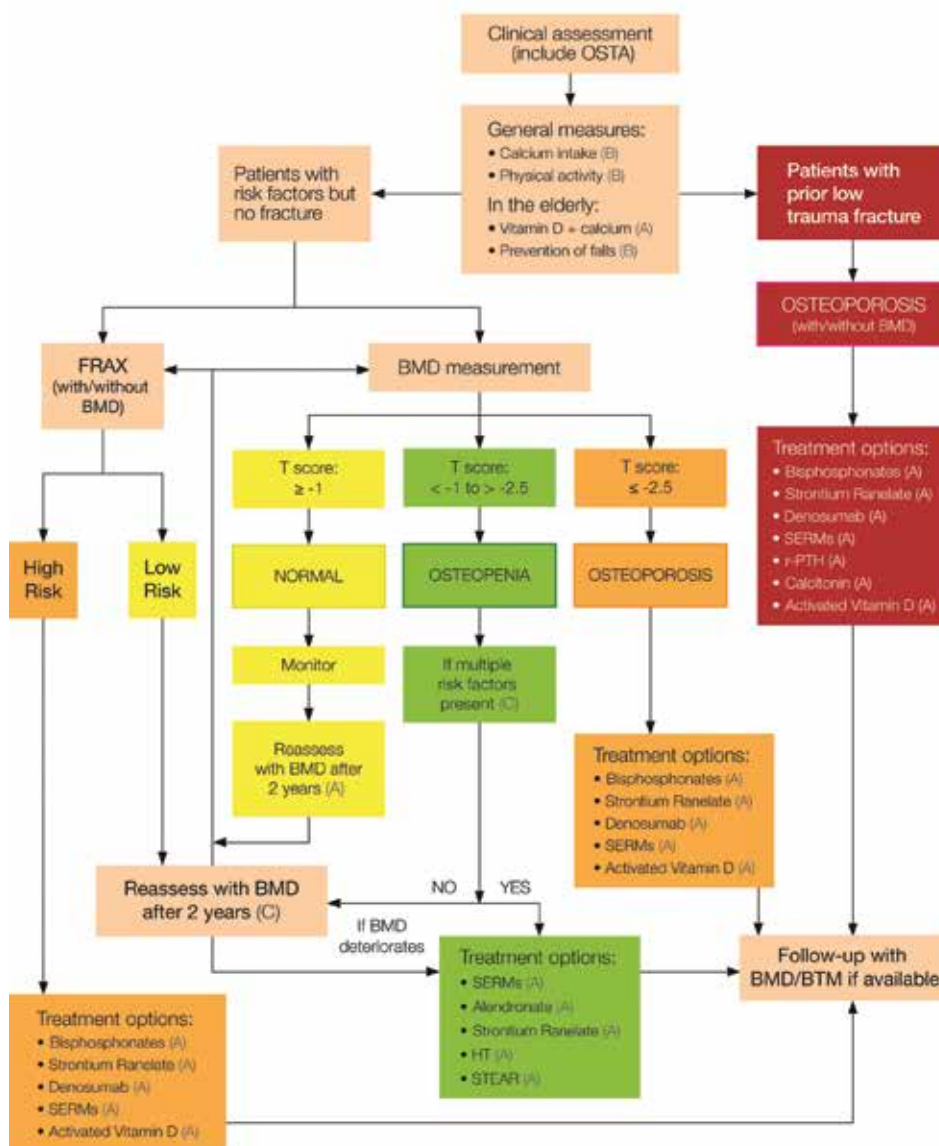 Clinical assessment
(include OSTA)
General measures:
• Calcium intake (B)
• Physical activity (B)
In the elderly:
• Vitamin D + calcium (A)
• Prevention of falls (B)
Patients with
risk factors but
no fracture
Patients with
prior low
trauma fracture
OSTEOPOROSIS
(with/without BMD)
FRAX
(with/without
BMD)
BMD measurement
T score:
≥ -1
T score:
< -1 to > -2.5
T score:
≤ -2.5
Treatment options:
• Bisphosphonates (A)
• Strontium Ranelate (A)
• Denosumab (A)
• SERMs (A)
• r-PTH (A)
• Calcitonin (A)
• Activated Vitamin D (A)
High
Risk
Low
Risk
NORMAL
OSTEOPENIA
OSTEOPOROSIS
Monitor
If multiple
risk factors
present (C)
Reassess
with BMD after
2 years (A)
Treatment options:
• Bisphosphonates (A)
• Strontium Ranelate (A)
• Denosumab (A)
• SERMs (A)
• Activated Vitamin D (A)
Reassess with BMD
after 2 years (C)
NO
YES
If BMD
deteriorates
Treatment options:
• SERMs (A)
• Alendronate (A)
• Strontium Ranelate (A)
• HT (A)
• STEAR (A)
Follow-up with
BMD/BTM if available
Treatment options:
• Bisphosphonates (A)
• Strontium Ranelate (A)
• Denosumab (A)
• SERMs (A)
• Activated Vitamin D (A)